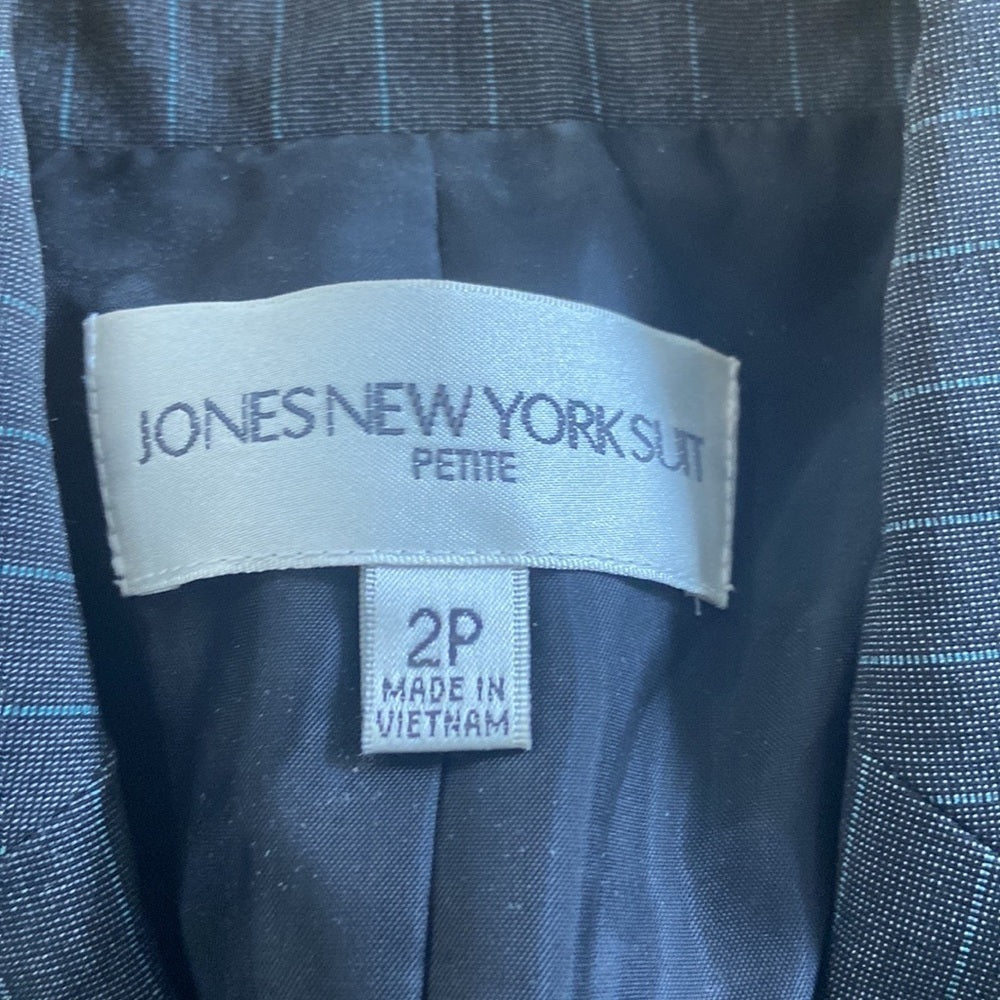 JONES NEW YORK SUIT
PETITE
2P
MADE IN
VIETNAM